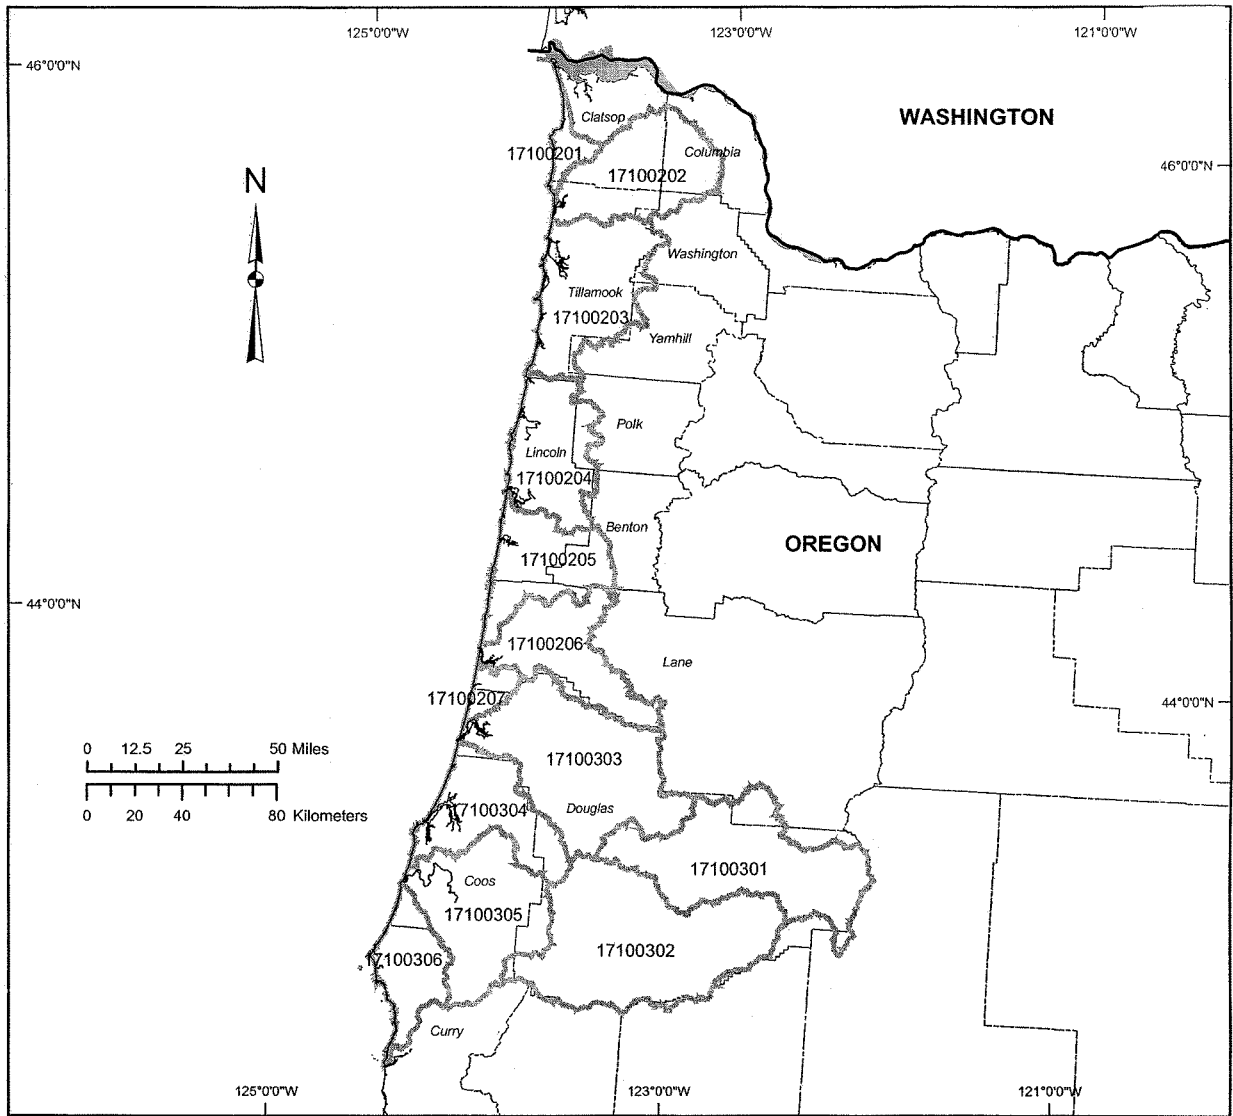 125°0'0"W 123°0'0"W 121°0'0"W
46°0'0"N
WASHINGTON
Clatsop
Columbia
17100201
46°0'0"N
17100202
N
Washington
Tillamook
17100203
Yamhill
Polk
Lincoln
17100204
Benton
OREGON
17100205
44°0'0"N
17100206
Lane
17100207
44°0'0"N
0 12.5 25 50 Miles
17100303
0 20 40 80 Kilometers
Douglas
17100304
17100301
Coos
17100305
17100302
17100306
Curry
125°0'0"W 123°0'0"W 121°0'0"W